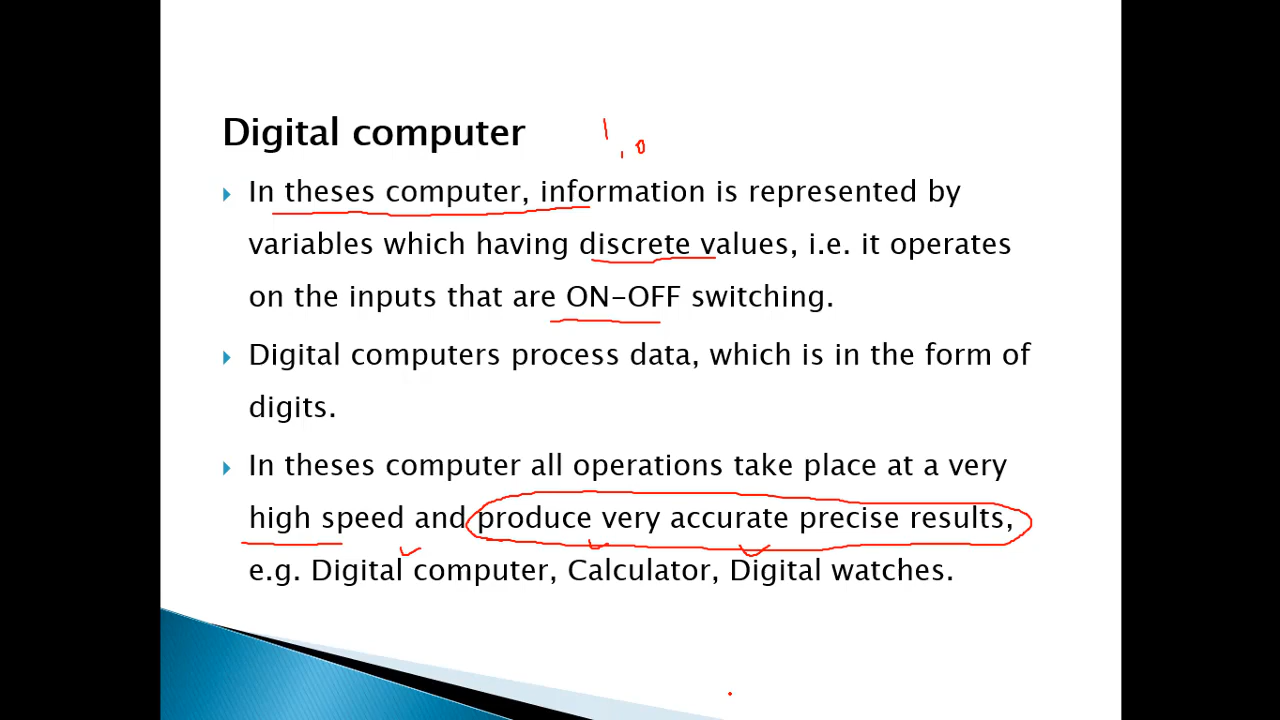 Digital computer 1,0
In theses computer, information is represented by
variables which having discrete values, i.e. it operates
on the inputs that are ON-OFF switching.
Digital computers process data, which is in the form of
digits.
In theses computer all operations take place at a very
high speed and produce very accurate precise results,
e.g. Digital computer, Calculator, Digital watches.